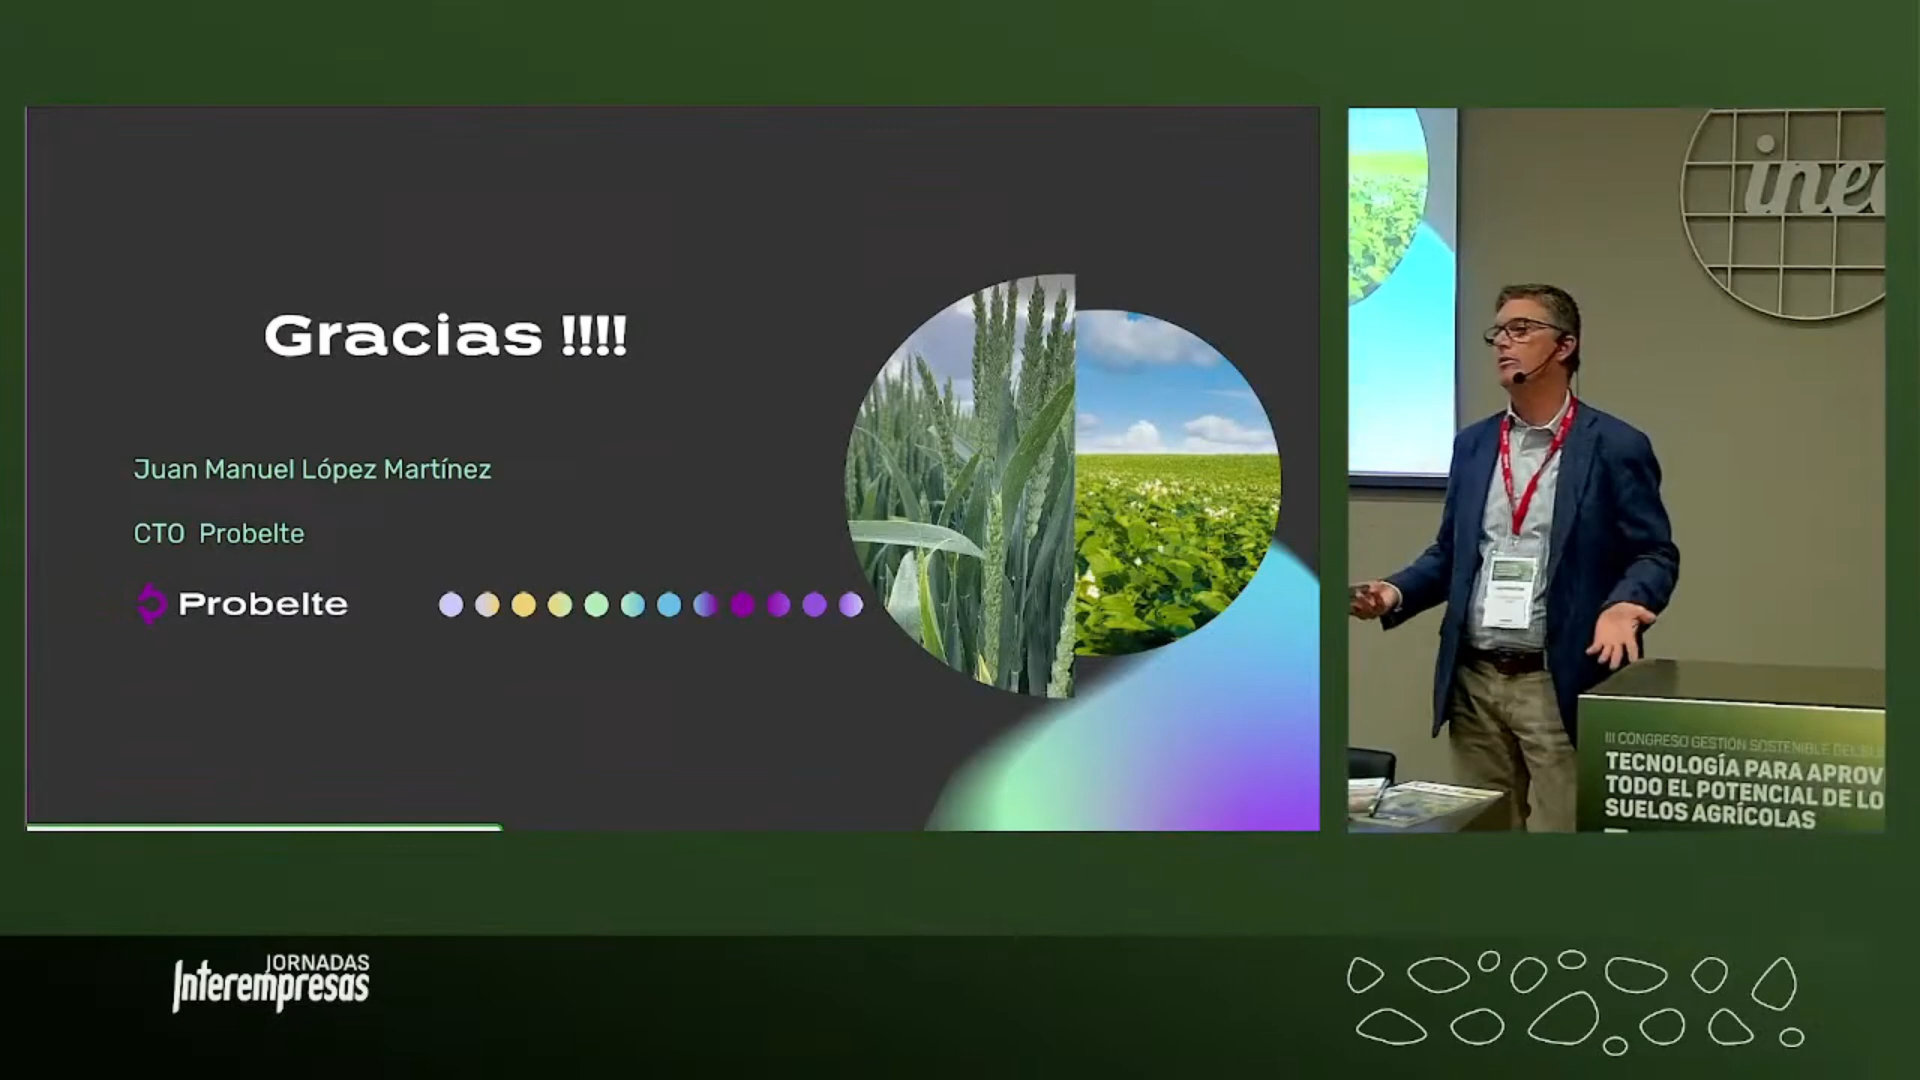 Gracias !!!!
Juan Manuel López Martínez
CTO Probelte
Probelte
ine
III CONGRESO GESTIÓN SOSTENIBLE DEL
TECNOLOGÍA PARA APROV
TODO EL POTENCIAL DE LO
SUELOS AGRÍCOLAS
JORNADAS
Interempresas